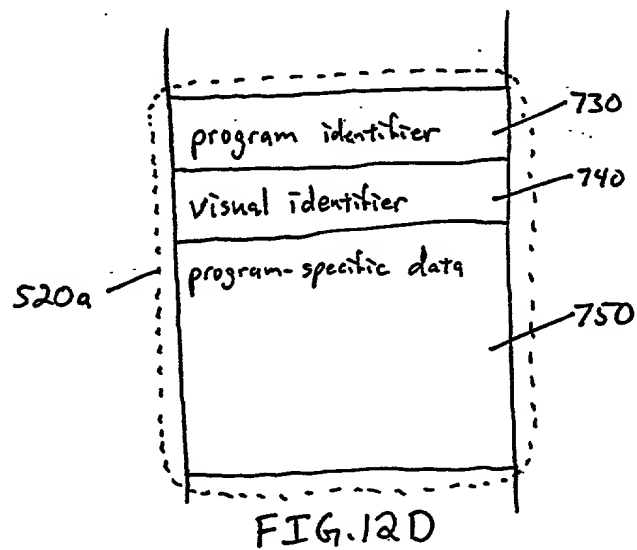 730
program identifier
740
visual identifier
program-specific data
520a
750
FIG.12D